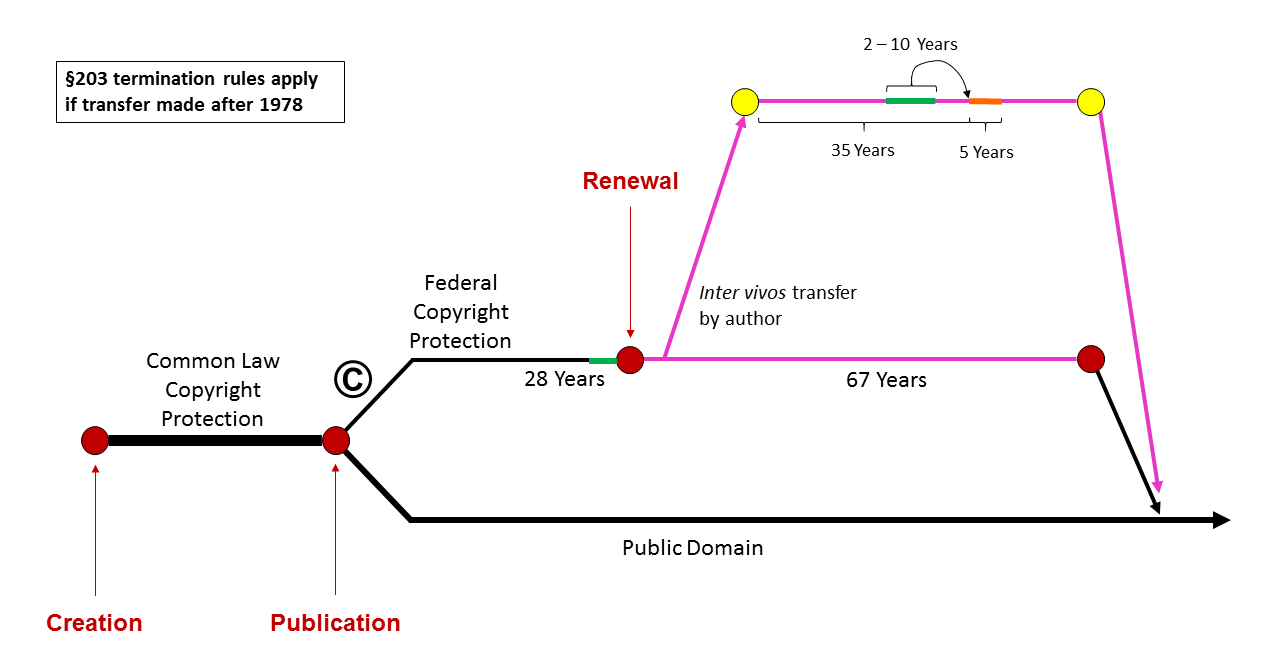 §203 termination rules apply
if transfer made after 1978
2 – 10 Years
35 Years
5 Years
Renewal
Inter vivos transfer
by author
Federal
Copyright
Protection
28 Years
67 Years
Common Law
Copyright
Protection
©
Public Domain
Creation
Publication